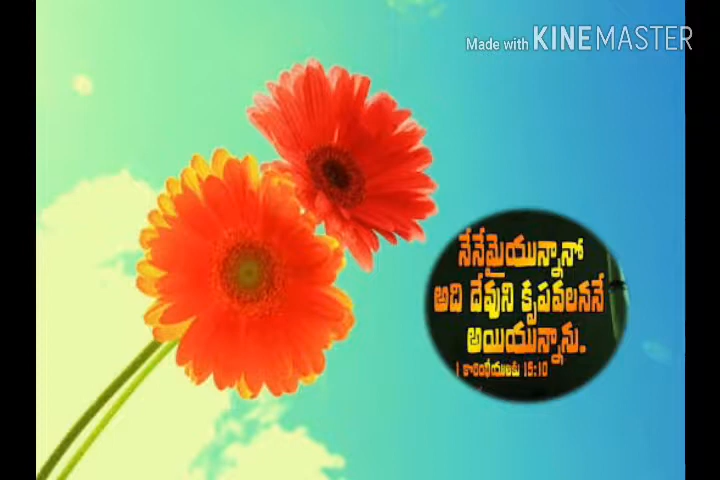 Made with KINEMASTER
నేనేమైయున్నానో
అది దేవుని కృపవలననే
అయియున్నాను.
1 కొరింథీయులకు 15:10